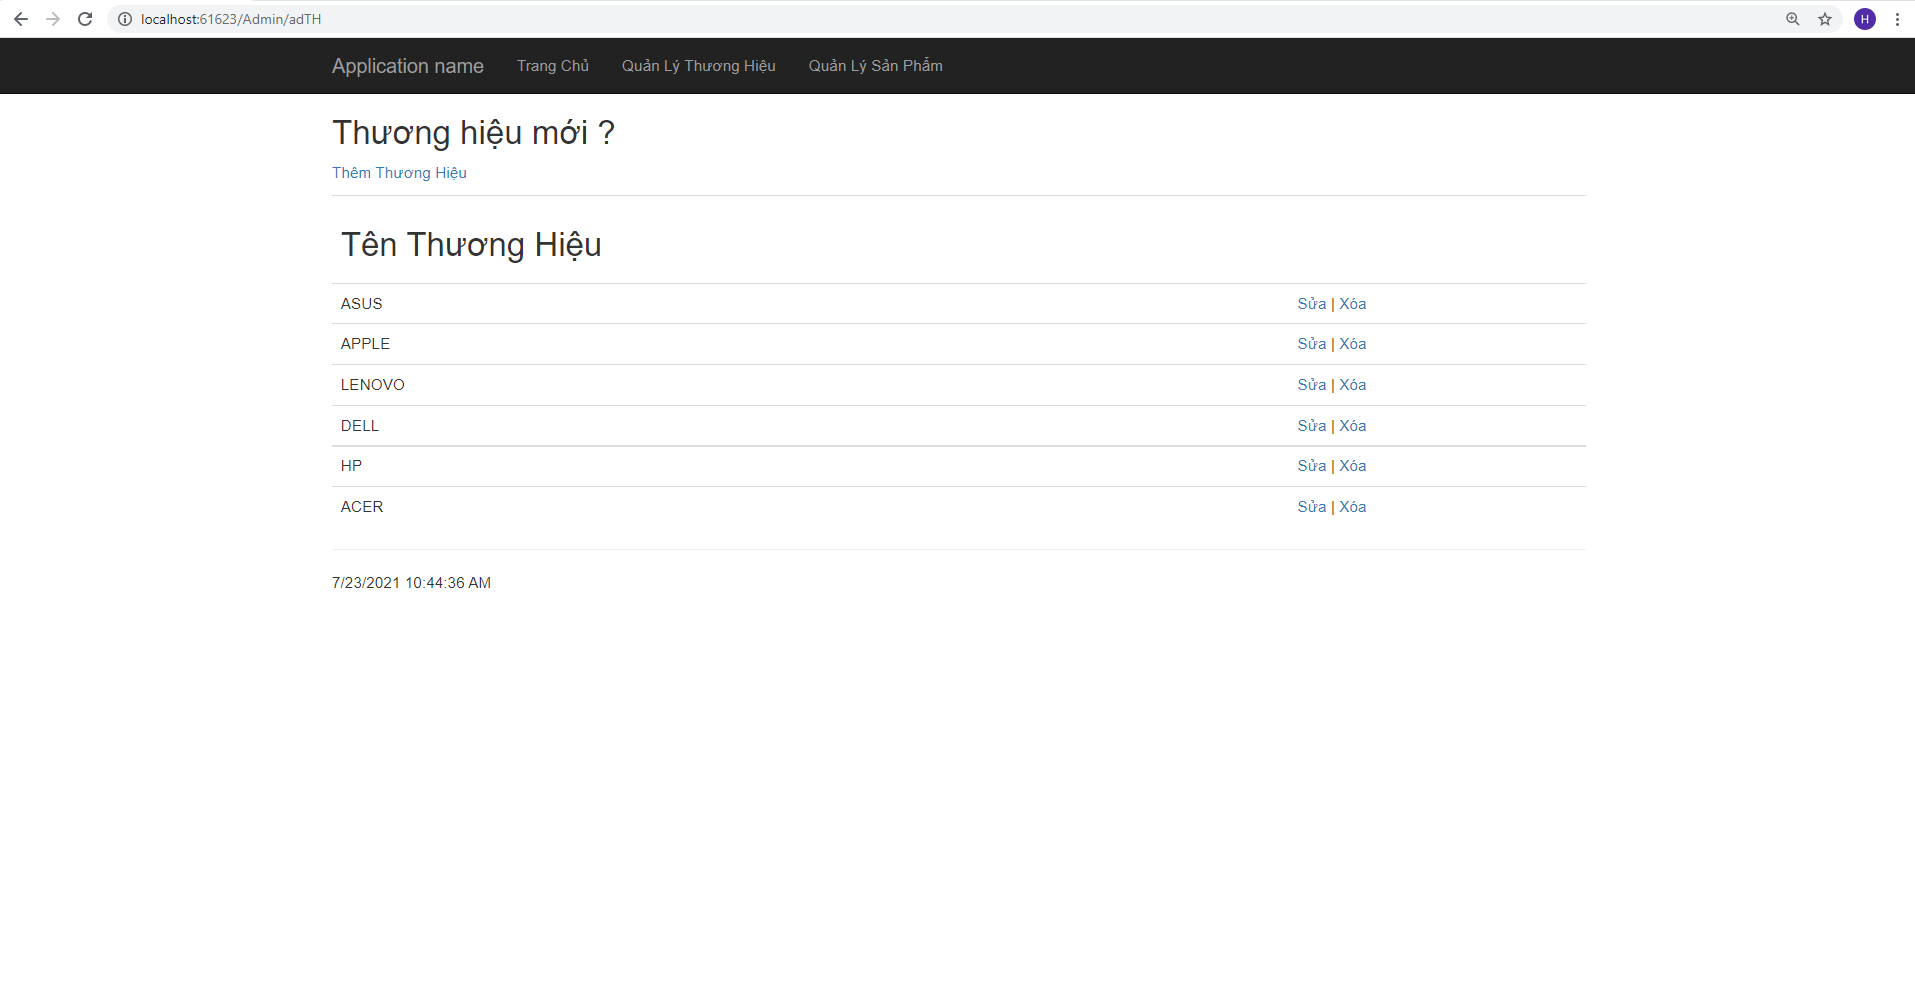 localhost:61623/Admin/adTH
H
Application name Trang Chủ Quản Lý Thương Hiệu Quản Lý Sản Phẩm
Thương hiệu mới ?
Thêm Thương Hiệu
Tên Thương Hiệu
ASUS Sửa | Xóa
APPLE Sửa | Xóa
LENOVO Sửa | Xóa
DELL Sửa | Xóa
HP Sửa | Xóa
ACER Sửa | Xóa
7/23/2021 10:44:36 AM